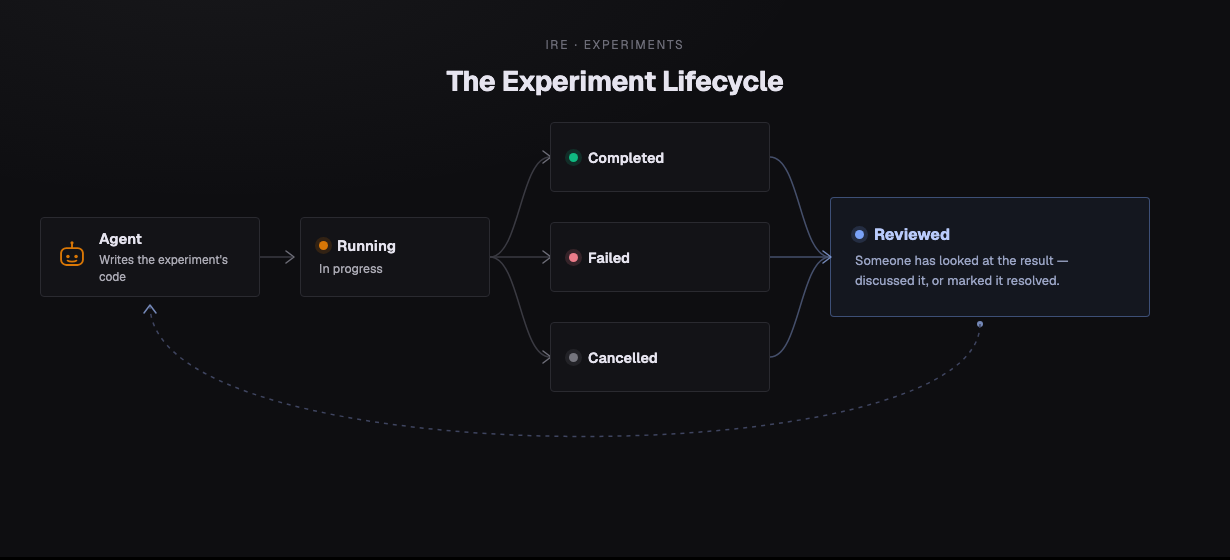 IRE · EXPERIMENTS
The Experiment Lifecycle
Agent
Writes the experiment's
code
Running
In progress
Completed
Failed
Cancelled
Reviewed
Someone has looked at the result —
discussed it, or marked it resolved.